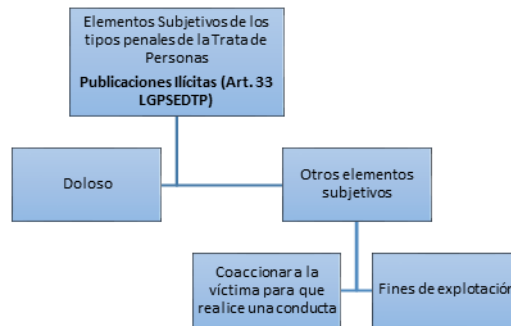 Elementos Subjetivos de los
tipos penales de la Trata de
Personas
Publicaciones Ilícitas (Art. 33
LGPSEDTP)
Doloso
Otros elementos
subjetivos
Coaccionar a la
víctima para que
realice una conducta
Fines de explotación